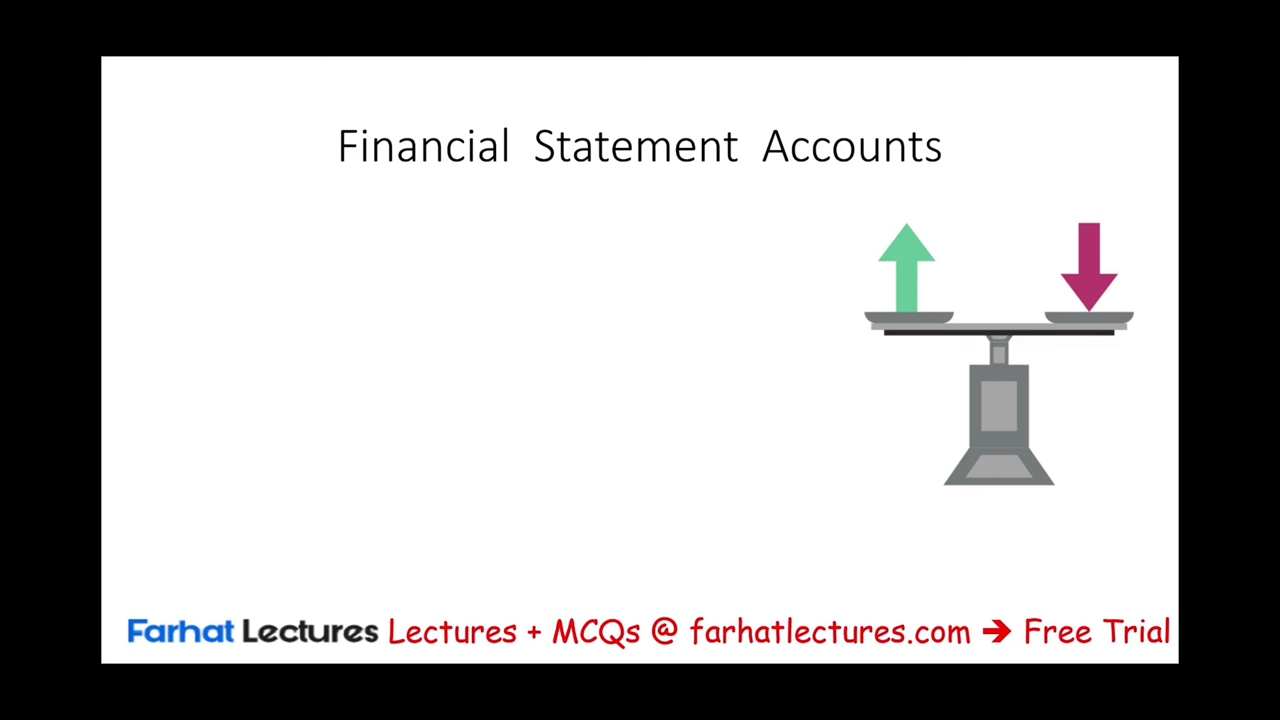 Financial Statement Accounts
Farhat Lectures Lectures + MCQs @ farhatlectures.com → Free Trial